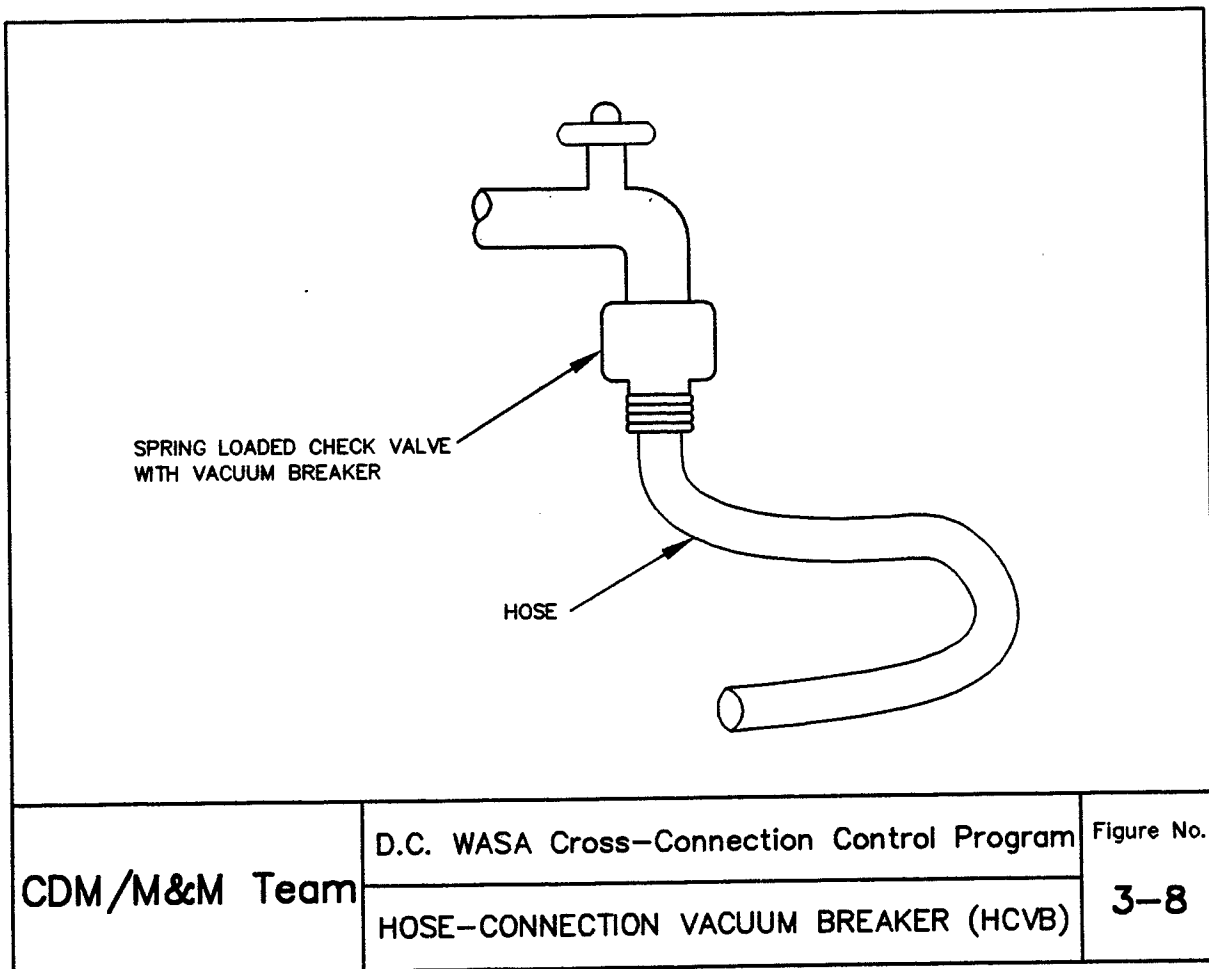 SPRING LOADED CHECK VALVE
WITH VACUUM BREAKER
HOSE
CDM/M&M Team
D.C. WASA Cross-Connection Control Program
HOSE-CONNECTION VACUUM BREAKER (HCVB)
Figure No.
3-8